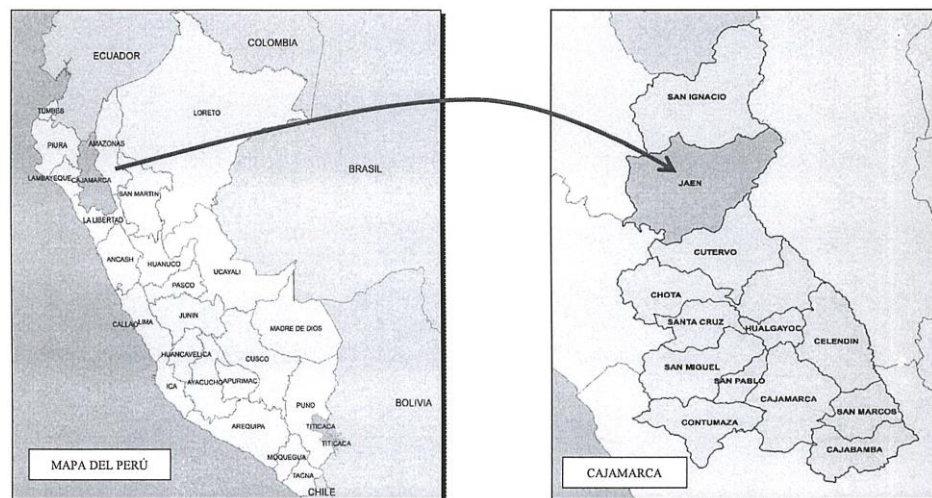 COLOMBIA
ECUADOR
LORETO
TUMBES
PIURA
AMAZONAS
LAMBAYEQUE
CAJAMARCA
SAN MARTIN
BRASIL
LA LIBERTAD
ANCASH
HUANUCO
UCAYALI
PASCO
JUNIN
CALLAO
LIMA
MADRE DE DIOS
HUANCAVELICA
CUSCO
ICA
AYACUCHO
APURIMAC
PUNO
BOLIVIA
AREQUIPA
TITICACA
TITICACA
MOQUEGUA
TACNA
CHILE
MAPA DEL PERÚ
SAN IGNACIO
JAEN
CUTERVO
CHOTA
SANTA CRUZ
HUALGAYOC
CELENDIN
SAN MIGUEL
SAN PABLO
CAJAMARCA
SAN MARCOS
CONTUMAZA
CAJABAMBA
CAJAMARCA